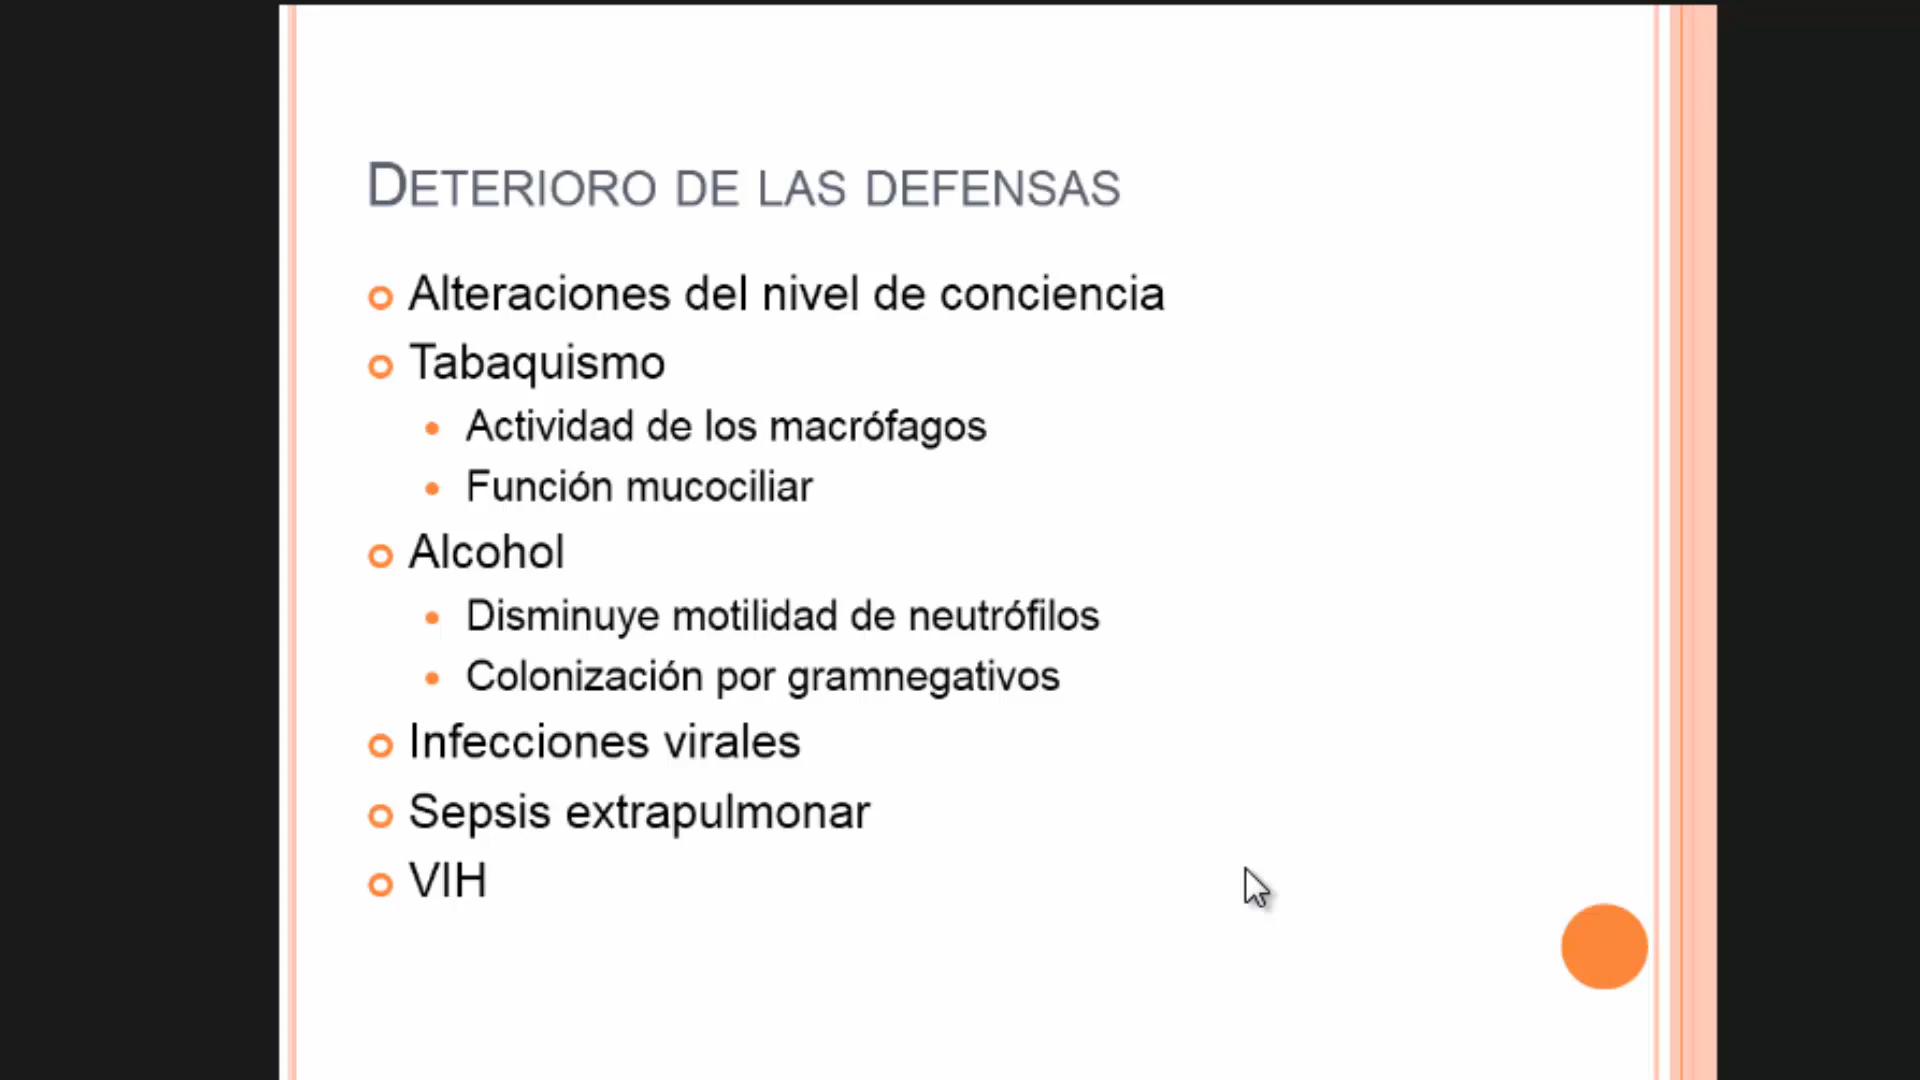 DETERIORO DE LAS DEFENSAS
Alteraciones del nivel de conciencia
Tabaquismo
Actividad de los macrófagos
Función mucociliar
Alcohol
Disminuye motilidad de neutrófilos
Colonización por gramnegativos
Infecciones virales
Sepsis extrapulmonar
VIH